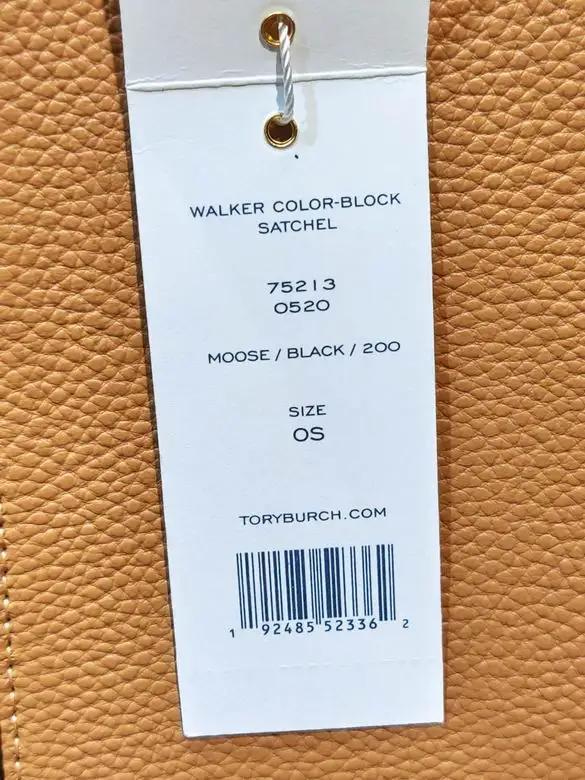 WALKER COLOR-BLOCK
SATCHEL
75213
0520
MOOSE / BLACK / 200
SIZE
OS
TORYBURCH.COM
1 92485 52336 2